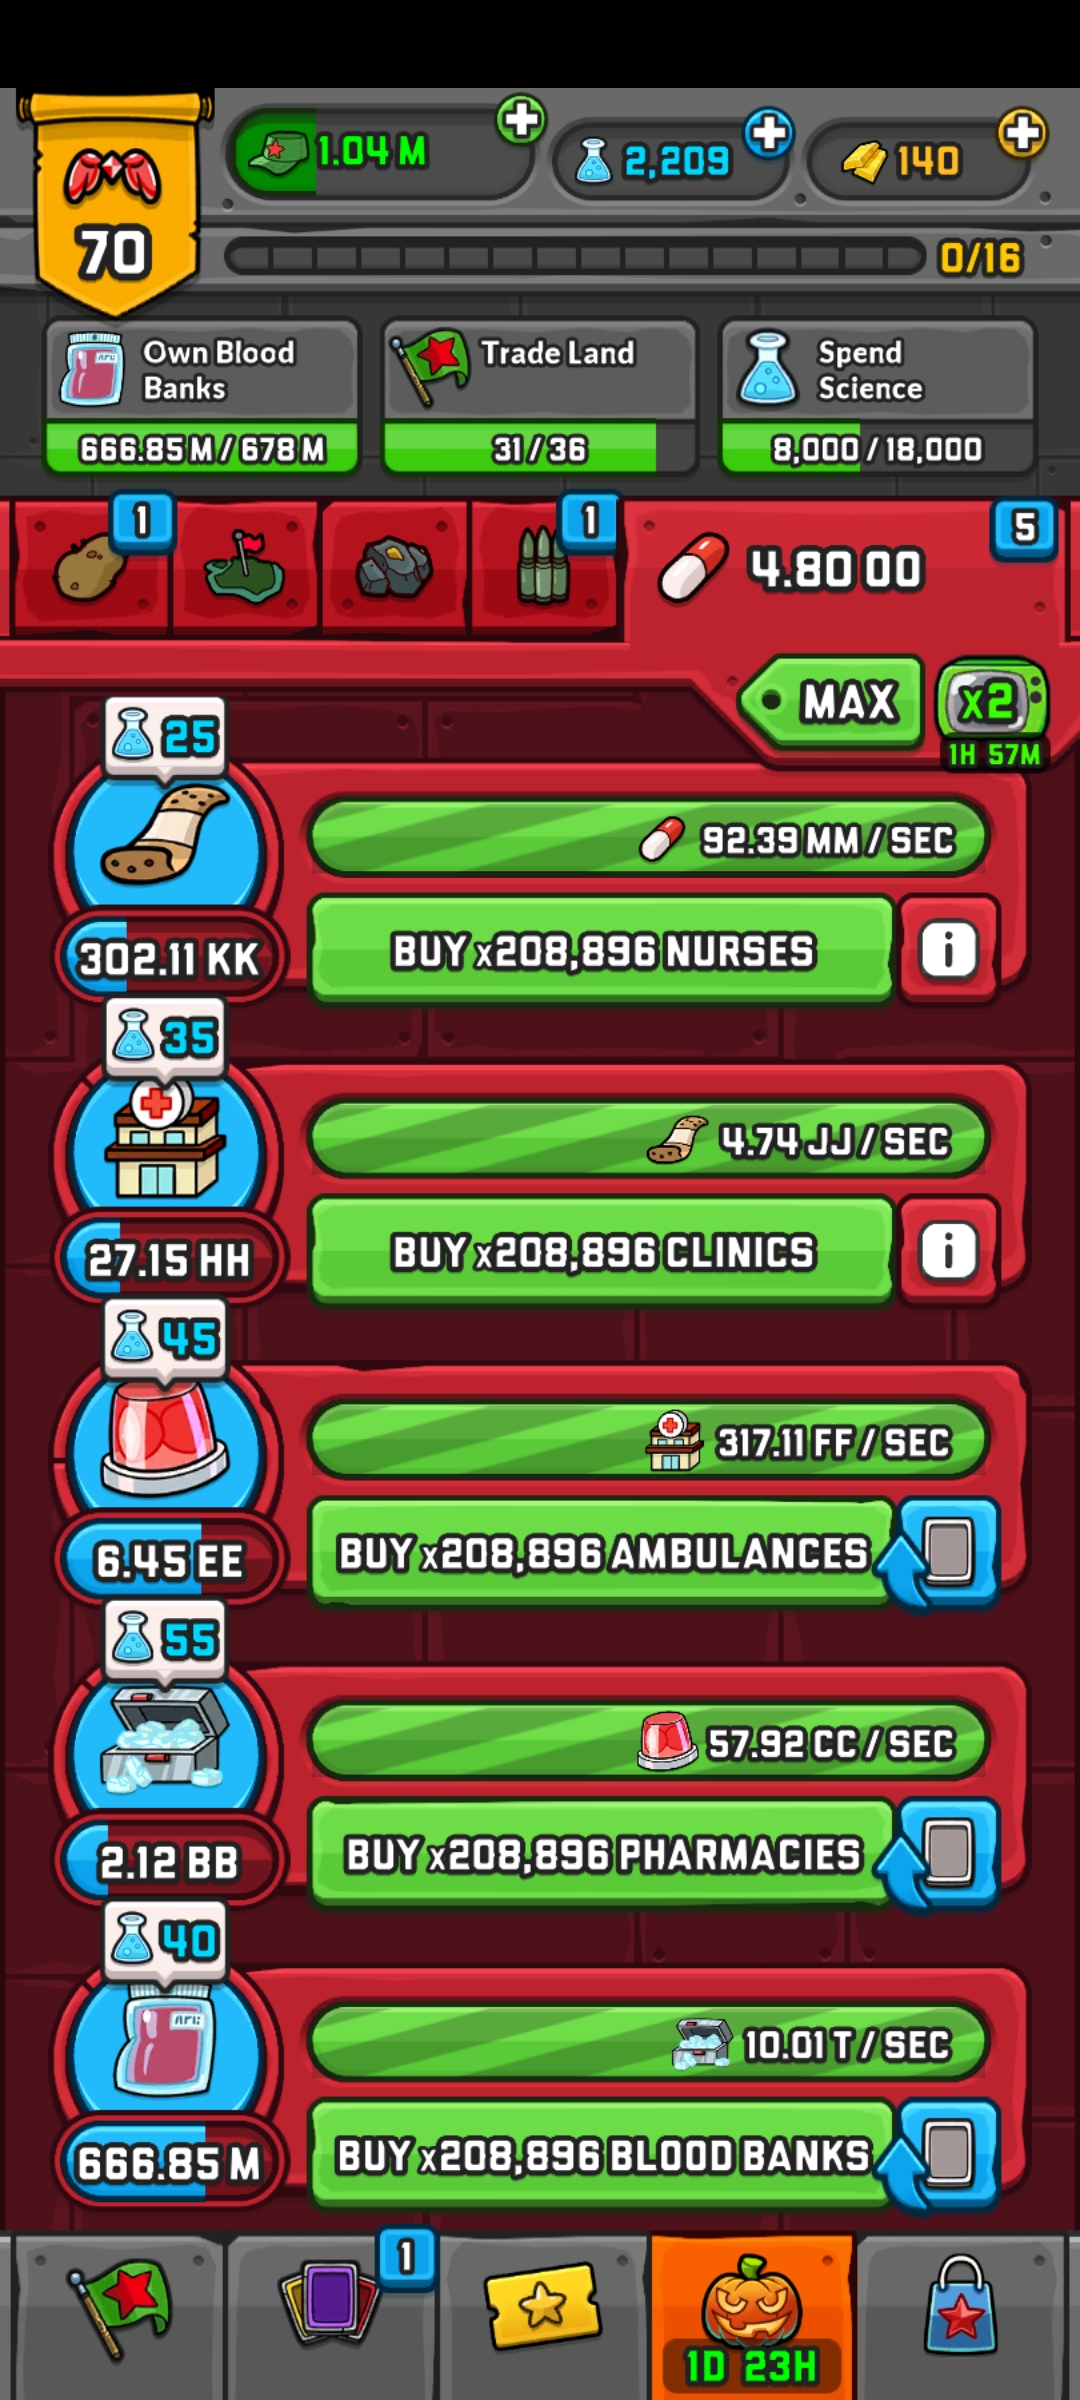 1.04 M
2,209
140
70
0/16
Own Blood Banks
666.85 M / 678 M
Trade Land
31 / 36
Spend Science
8,000 / 18,000
1
1
4.80 OO
5
MAX
x2
1H 57M
25
92.39 MM / SEC
302.11 KK
BUY x208,896 NURSES
i
35
4.74 JJ / SEC
27.15 HH
BUY x208,896 CLINICS
i
45
317.11 FF / SEC
6.45 EE
BUY x208,896 AMBULANCES
55
57.92 CC / SEC
2.12 BB
BUY x208,896 PHARMACIES
40
10.01 T / SEC
666.85 M
BUY x208,896 BLOOD BANKS
1
1D 23H